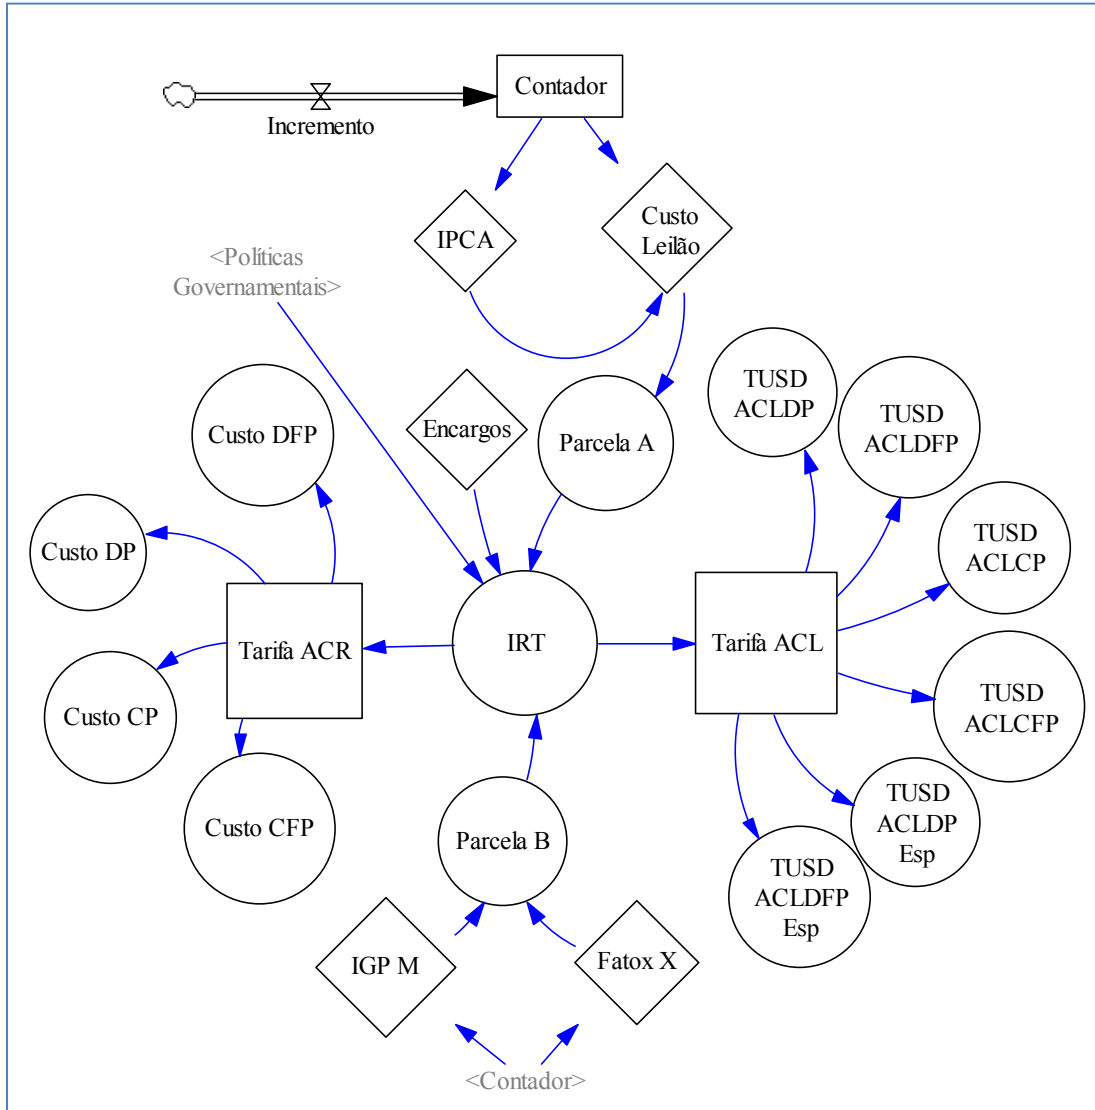 Contador
Incremento
IPCA
Custo
Leilão
<Políticas
Governamentais>
TUSD
ACLDP
TUSD
ACLDFP
Custo DFP
Encargos
Parcela A
Custo DP
TUSD
ACLCP
Tarifa ACR
IRT
Tarifa ACL
Custo CP
TUSD
ACLCFP
Custo CFP
Parcela B
TUSD
ACLDP
Esp
TUSD
ACLDFP
Esp
IGP M
Fatox X
<Contador>